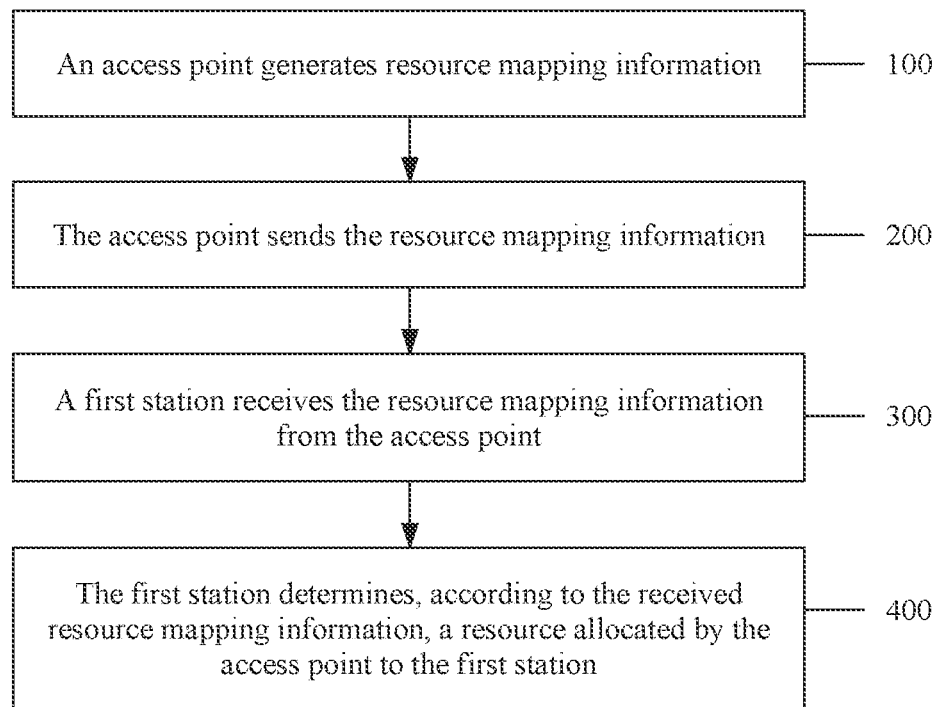 An access point generates resource mapping information
100
The access point sends the resource mapping information
200
A first station receives the resource mapping information
from the access point
300
The first station determines, according to the received
resource mapping information, a resource allocated by the
access point to the first station
400